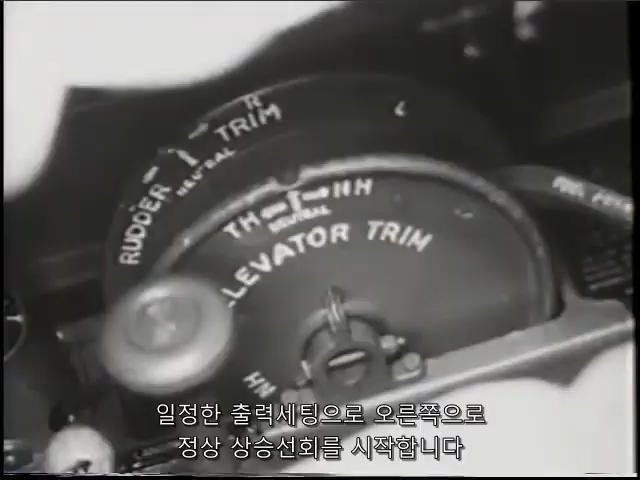 R
RUDDER TRIM
NEUTRAL
TH NH
NEUTRAL
ELEVATOR TRIM
NH
일정한 출력세팅으로 오른쪽으로
정상 상승선회를 시작합니다